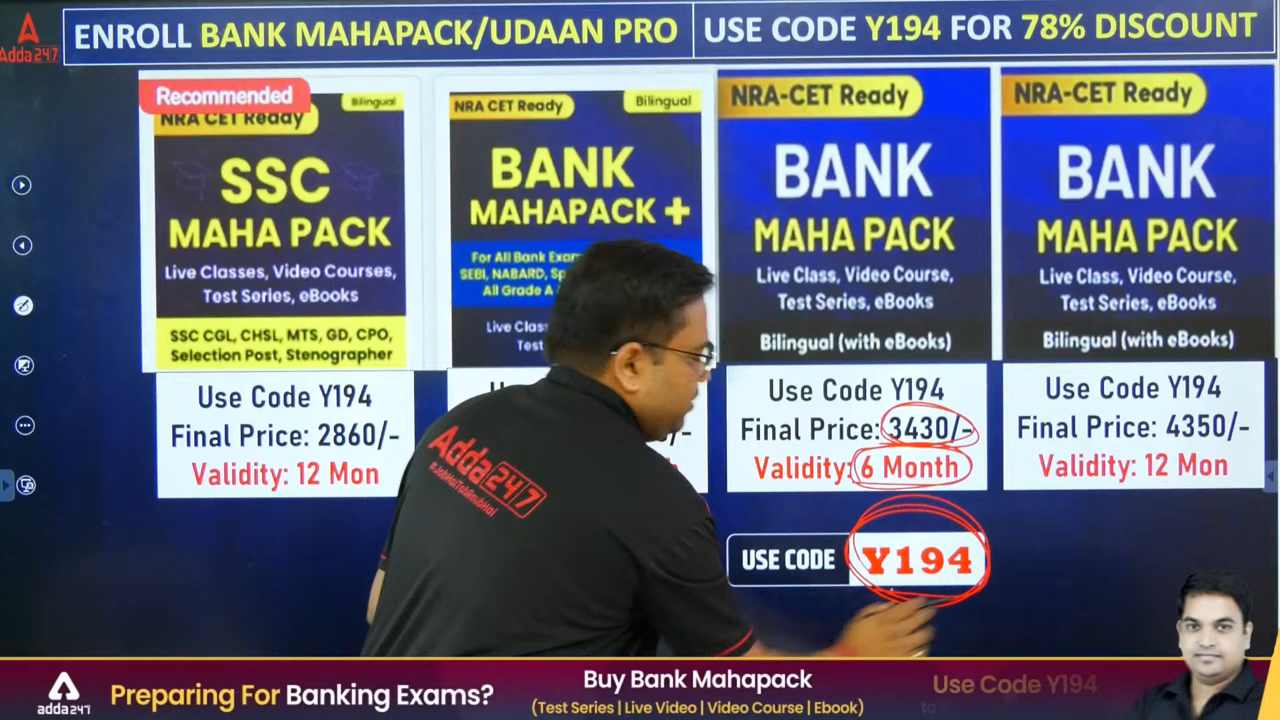 Adda247
ENROLL BANK MAHAPACK/UDAAN PRO
USE CODE Y194 FOR 78% DISCOUNT
Recommended
NRA CET Ready
Bilingual
SSC
MAHA PACK
Live Classes, Video Courses,
Test Series, eBooks
SSC CGL, CHSL, MTS, GD, CPO,
Selection Post, Stenographer
Use Code Y194
Final Price: 2860/-
Validity: 12 Mon
NRA CET Ready
Bilingual
BANK
MAHAPACK +
For All Bank
SEBI, NABARD,
All Grade A
Live
Test
NRA-CET Ready
BANK
MAHA PACK
Live Class, Video Course,
Test Series, eBooks
Bilingual (with eBooks)
Use Code Y194
Final Price: 3430/-
Validity: 6 Month
NRA-CET Ready
BANK
MAHA PACK
Live Class, Video Course,
Test Series, eBooks
Bilingual (with eBooks)
Use Code Y194
Final Price: 4350/-
Validity: 12 Mon
USE CODE Y194
Adda247
adda247
Preparing For Banking Exams?
Buy Bank Mahapack
(Test Series | Live Video | Video Course | Ebook)
Use Code Y194